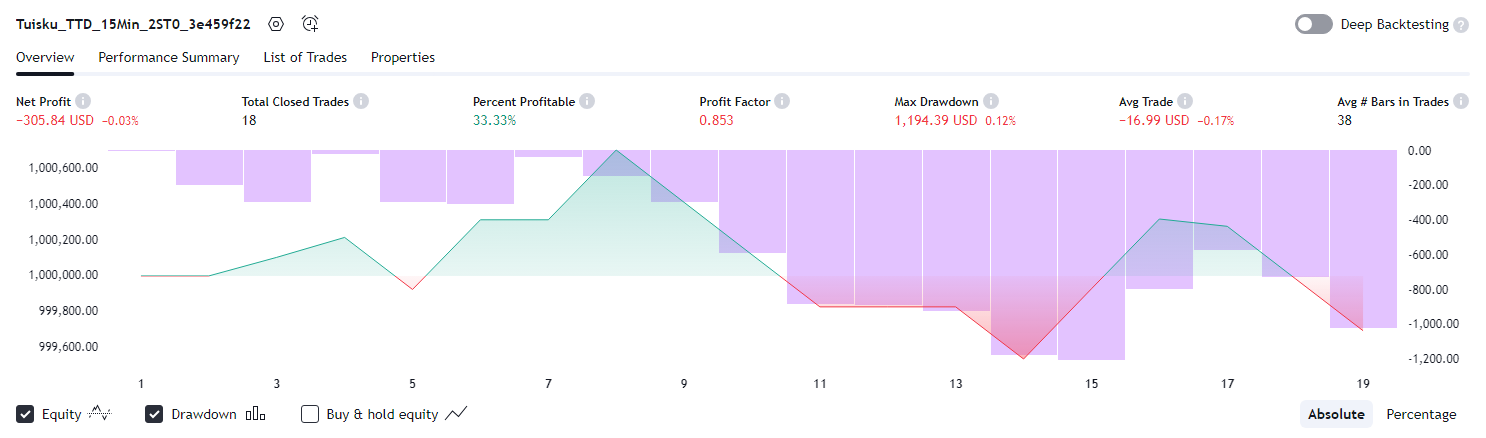 Tuisku_TTD_15Min_2ST0_3e459f22
Deep Backtesting ?
Overview Performance Summary List of Trades Properties
Net Profit i Total Closed Trades i Percent Profitable i Profit Factor i Max Drawdown i Avg Trade i Avg # Bars in Trades i
−305.84 USD −0.03% 18 33.33% 0.853 1,194.39 USD 0.12% −16.99 USD −0.17% 38
1,000,600.00
1,000,400.00
1,000,200.00
1,000,000.00
999,800.00
999,600.00
0.00
-200.00
-400.00
-600.00
-800.00
-1,000.00
-1,200.00
1 3 5 7 9 11 13 15 17 19
Equity Drawdown Buy & hold equity Absolute Percentage